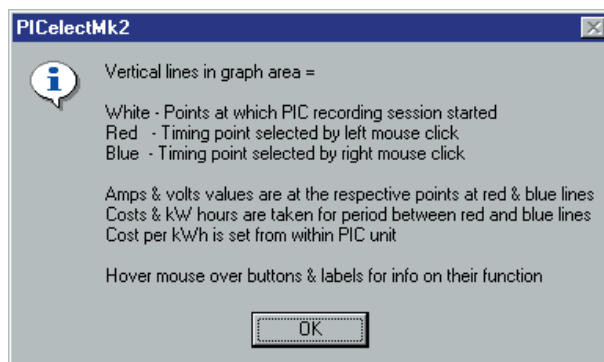 PICelectMk2
Vertical lines in graph area =
White - Points at which PIC recording session started
Red - Timing point selected by left mouse click
Blue - Timing point selected by right mouse click
Amps & volts values are at the respective points at red & blue lines
Costs & kW hours are taken for period between red and blue lines
Cost per kWh is set from within PIC unit
Hover mouse over buttons & labels for info on their function
OK